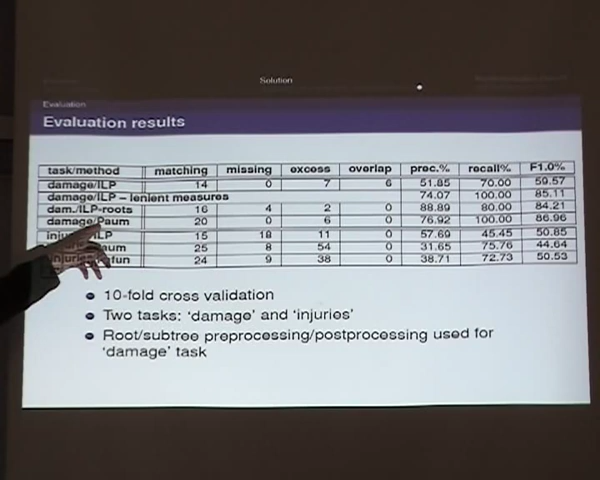 Solution
Evaluation
Evaluation results
task/method matching missing excess overlap prec.% recall% F1.0%
damage/ILP 14 0 7 6 51.85 70.00 59.57
damage/ILP – lenient measures 74.07 100.00 85.11
dam./ILP-roots 16 4 2 0 88.89 80.00 84.21
damage/Paum 20 0 6 0 76.92 100.00 86.96
ILP 15 18 11 0 57.69 45.45 50.85
25 8 54 0 31.65 75.76 44.64
24 9 38 0 38.71 72.73 50.53
10-fold cross validation
Two tasks: 'damage' and 'injuries'
Root/subtree preprocessing/postprocessing used for
'damage' task